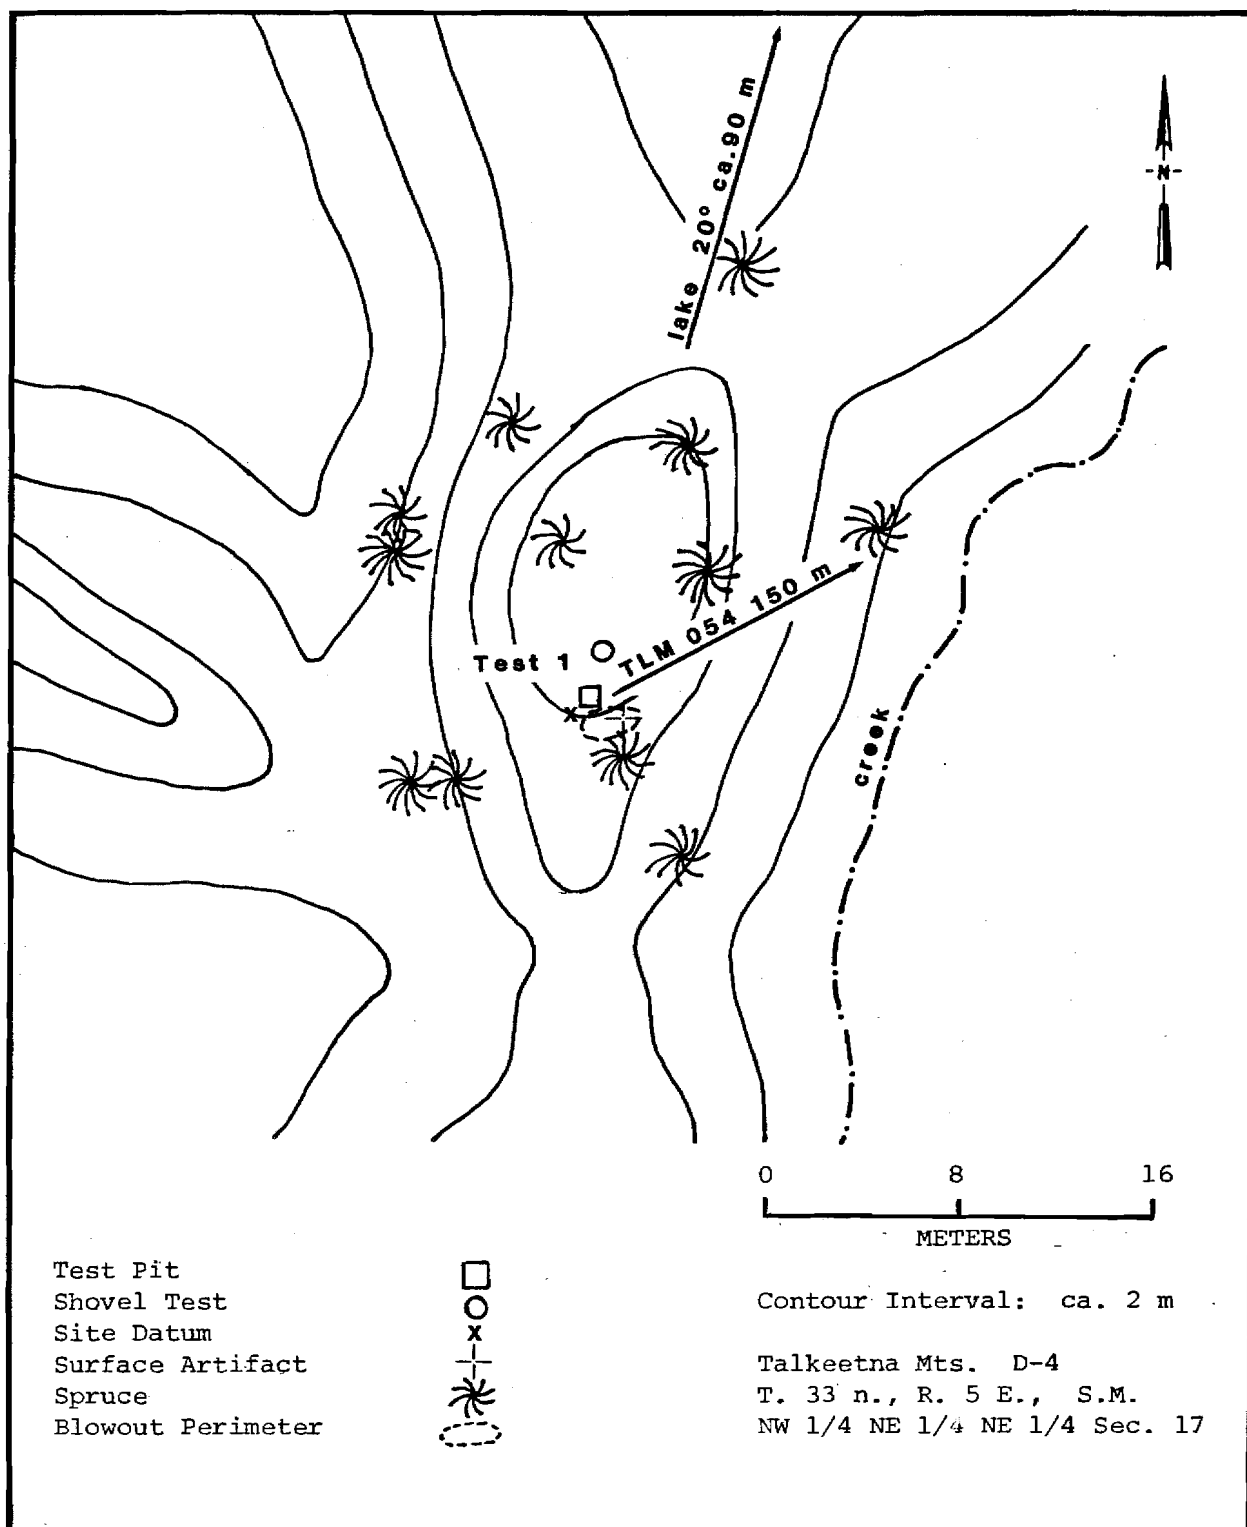 lake 20° ca.90 m
-N-
Test 1
TLM 054 150 m
creek
0 8 16
METERS
Test Pit
Shovel Test
Site Datum
x
Surface Artifact
Spruce
Blowout Perimeter
Contour Interval: ca. 2 m
Talkeetna Mts. D-4
T. 33 n., R. 5 E., S.M.
NW 1/4 NE 1/4 NE 1/4 Sec. 17